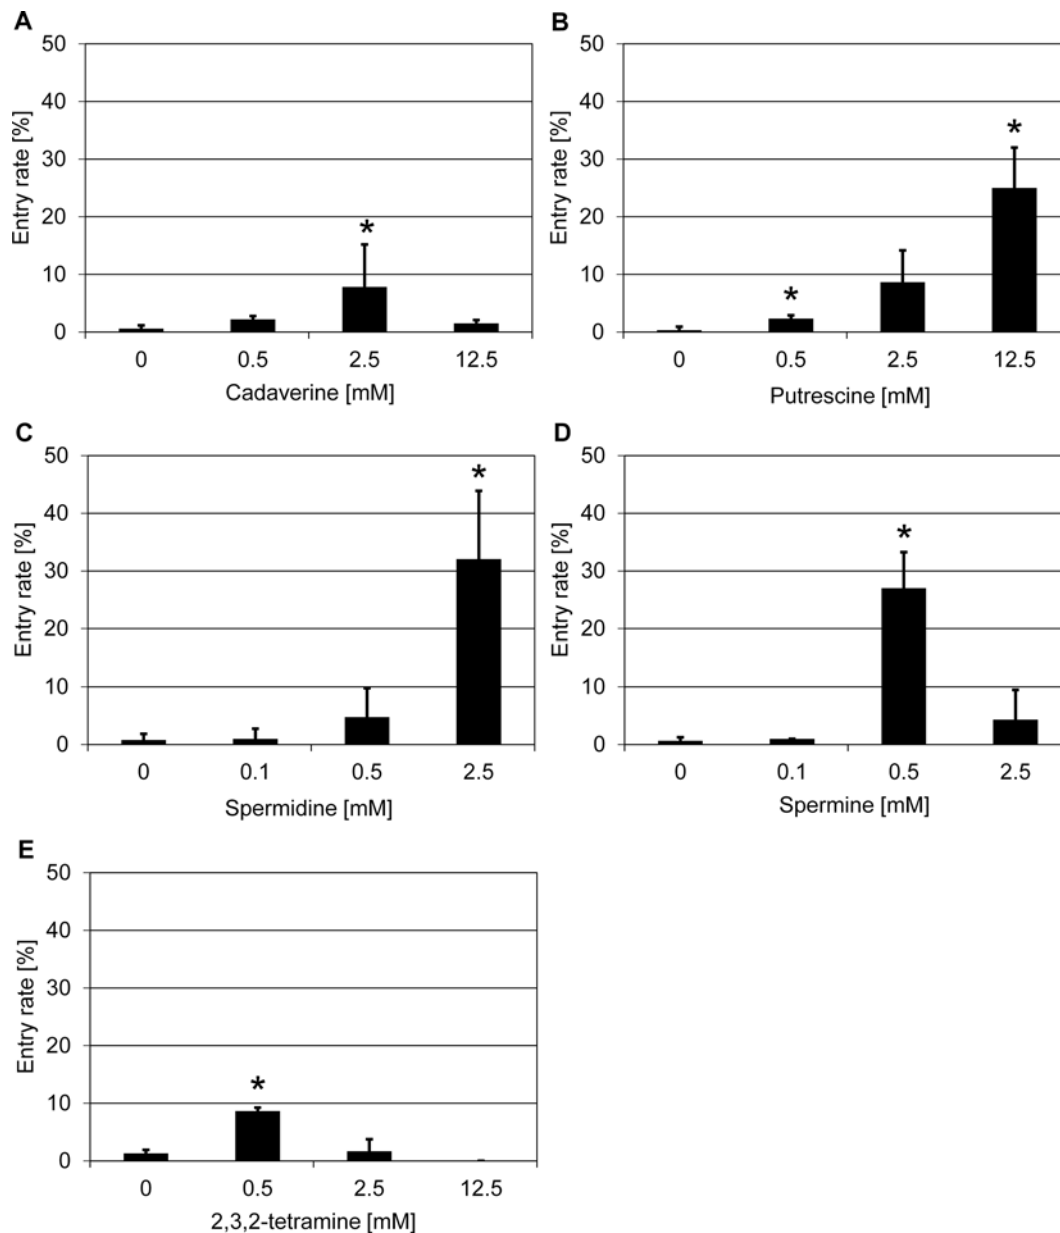 A
50
40
30
20
10
0
Entry rate [%]
*
0 0.5 2.5 12.5
Cadaverine [mM]
B
50
40
30
20
10
0
Entry rate [%]
*
*
0 0.5 2.5 12.5
Putrescine [mM]
C
50
40
30
20
10
0
Entry rate [%]
*
0 0.1 0.5 2.5
Spermidine [mM]
D
50
40
30
20
10
0
Entry rate [%]
*
0 0.1 0.5 2.5
Spermine [mM]
E
50
40
30
20
10
0
Entry rate [%]
*
0 0.5 2.5 12.5
2,3,2-tetramine [mM]